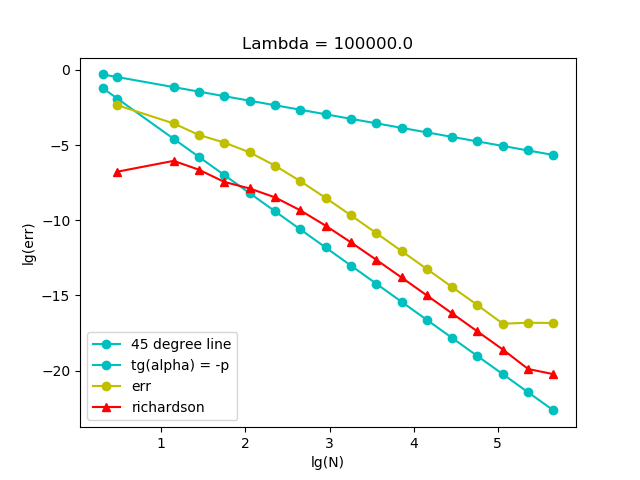 Lambda = 100000.0
0
−5
−10
−15
−20
lg(err)
45 degree line
tg(alpha) = -p
err
richardson
1
2
3
4
5
lg(N)